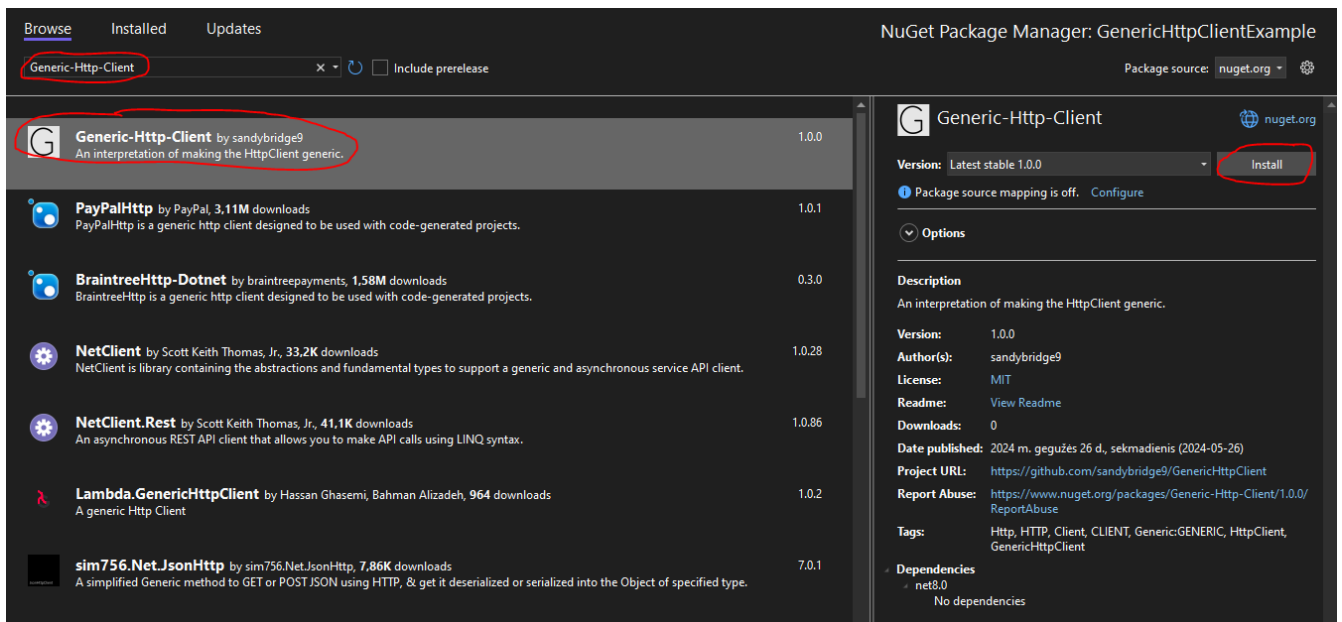 Browse Installed Updates
NuGet Package Manager: GenericHttpClientExample
Generic-Http-Client
Include prerelease
Package source: nuget.org
G
Generic-Http-Client by sandybridge9
1.0.0
An interpretation of making the HttpClient generic.
PayPalHttp by PayPal, 3,11M downloads
1.0.1
PayPalHttp is a generic http client designed to be used with code-generated projects.
BraintreeHttp-Dotnet by braintreepayments, 1,58M downloads
0.3.0
BraintreeHttp is a generic http client designed to be used with code-generated projects.
NetClient by Scott Keith Thomas, Jr., 33,2K downloads
1.0.28
NetClient is library containing the abstractions and fundamental types to support a generic and asynchronous service API client.
NetClient.Rest by Scott Keith Thomas, Jr., 41,1K downloads
1.0.86
An asynchronous REST API client that allows you to make API calls using LINQ syntax.
λ
Lambda.GenericHttpClient by Hassan Ghasemi, Bahman Alizadeh, 964 downloads
1.0.2
A generic Http Client
sim756.Net.JsonHttp by sim756.Net.JsonHttp, 7,86K downloads
7.0.1
A simplified Generic method to GET or POST JSON using HTTP, & get it deserialized or serialized into the Object of specified type.
G
Generic-Http-Client
nuget.org
Version: Latest stable 1.0.0
Install
Package source mapping is off. Configure
Options
Description
An interpretation of making the HttpClient generic.
Version: 1.0.0
Author(s): sandybridge9
License: MIT
Readme: View Readme
Downloads: 0
Date published: 2024 m. gegužės 26 d., sekmadienis (2024-05-26)
Project URL: https://github.com/sandybridge9/GenericHttpClient
Report Abuse: https://www.nuget.org/packages/Generic-Http-Client/1.0.0/
ReportAbuse
Tags: Http, HTTP, Client, CLIENT, Generic:GENERIC, HttpClient,
GenericHttpClient
Dependencies
net8.0
No dependencies